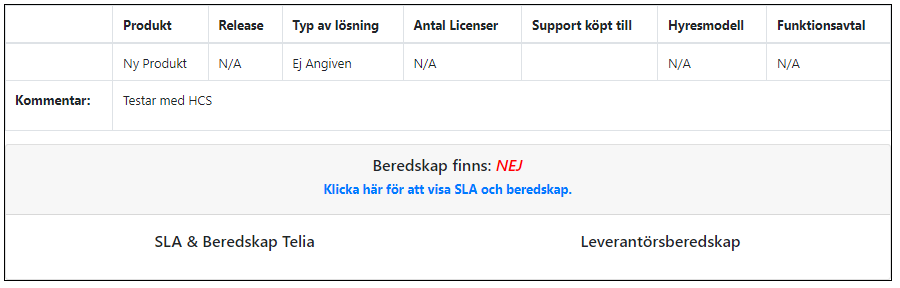 Produkt Release Typ av lösning Antal Licenser Support köpt till Hyresmodell Funktionsavtal
Ny Produkt N/A Ej Angiven N/A N/A N/A
Kommentar: Testar med HCS
Beredskap finns: NEJ
Klicka här för att visa SLA och beredskap.
SLA & Beredskap Telia Leverantörsberedskap